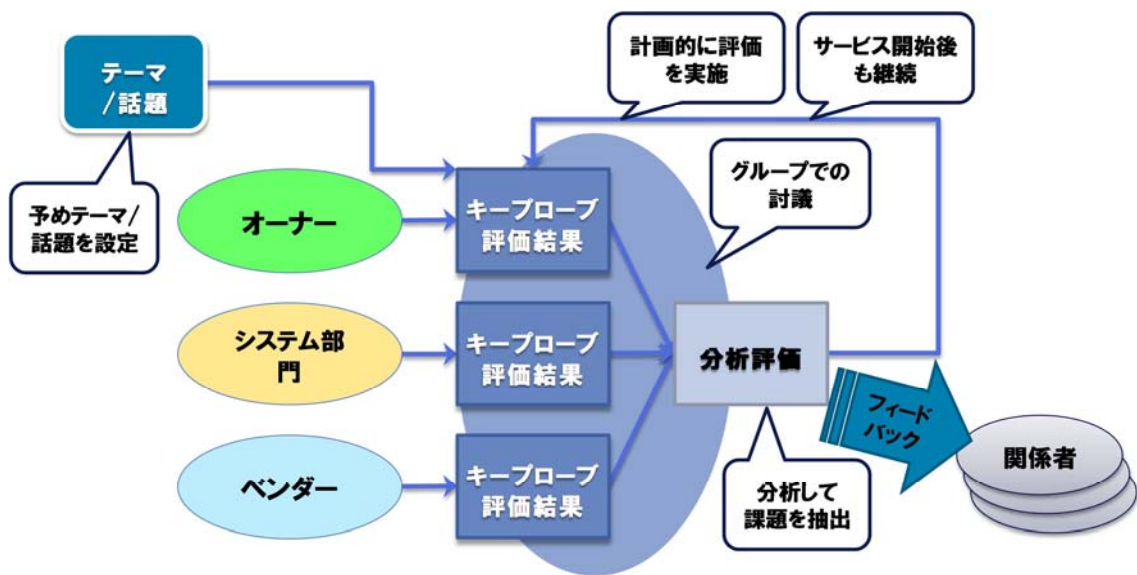 計画的に評価
を実施
サービス開始後
も継続
テーマ
/話題
予めテーマ/
話題を設定
オーナー
キープローブ
評価結果
グループでの
討議
システム部
門
キープローブ
評価結果
分析評価
フィード
バック
関係者
ベンダー
キープローブ
評価結果
分析して
課題を抽出